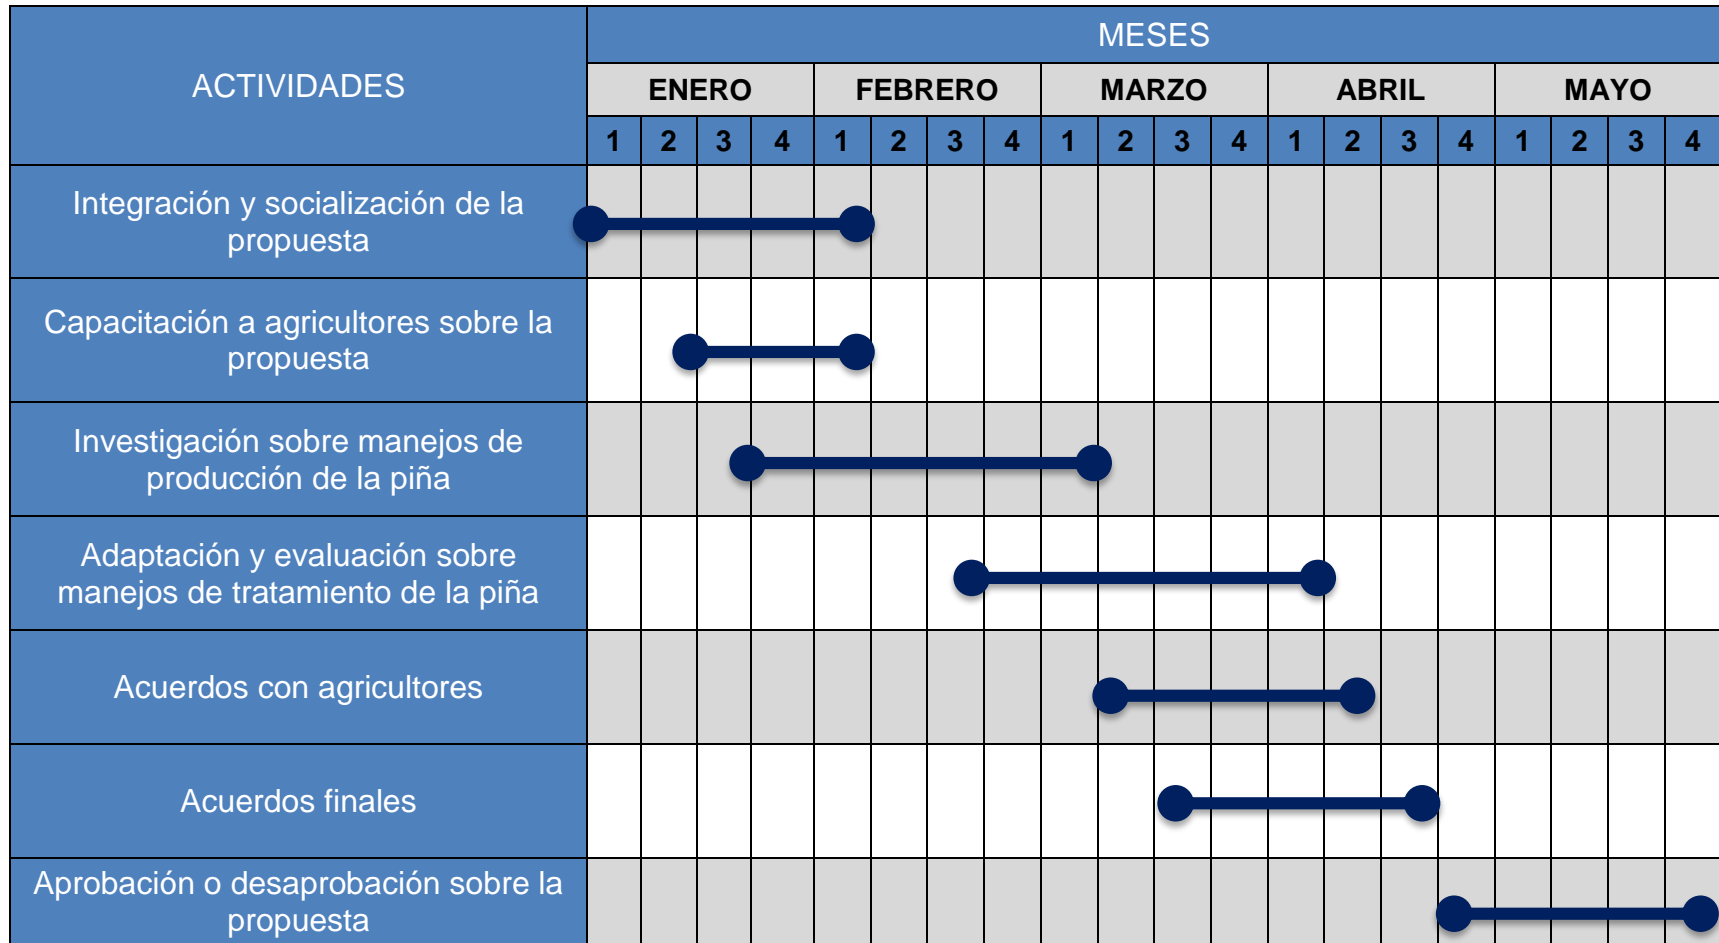 ACTIVIDADES
MESES
ENERO FEBRERO MARZO ABRIL MAYO
1 2 3 4 1 2 3 4 1 2 3 4 1 2 3 4 1 2 3 4
Integración y socialización de la
propuesta
Capacitación a agricultores sobre la
propuesta
Investigación sobre manejos de
producción de la piña
Adaptación y evaluación sobre
manejos de tratamiento de la piña
Acuerdos con agricultores
Acuerdos finales
Aprobación o desaprobación sobre la
propuesta